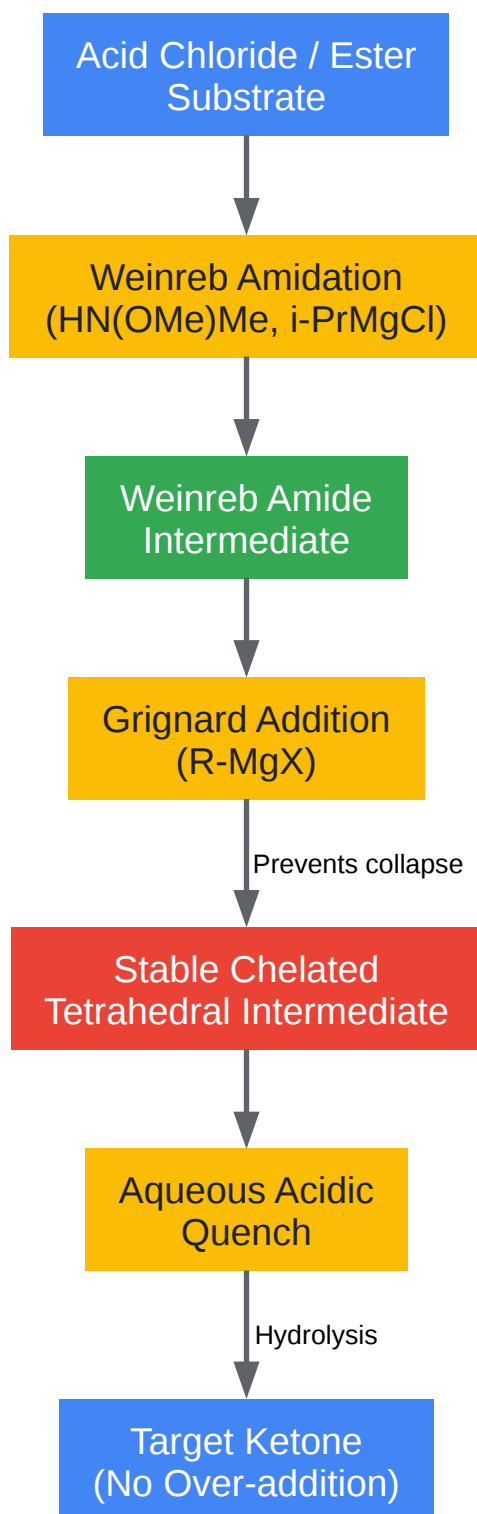 Acid Chloride / Ester
Substrate
Weinreb Amidation
(HN(OMe)Me, i-PrMgCl)
Weinreb Amide
Intermediate
Grignard Addition
(R-MgX)
Prevents collapse
Stable Chelated
Tetrahedral Intermediate
Aqueous Acidic
Quench
Hydrolysis
Target Ketone
(No Over-addition)